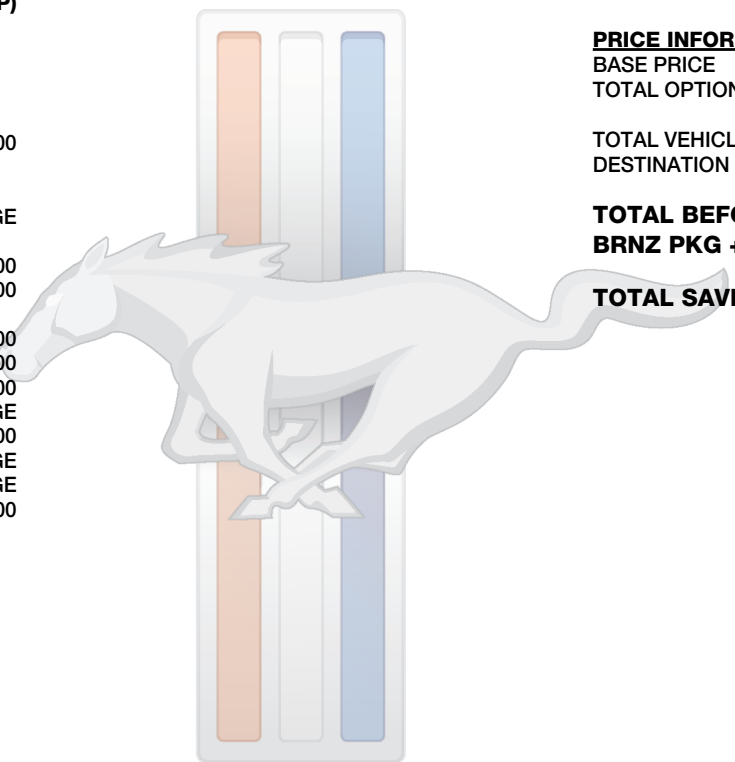 P)
00
GE
00
00
00
00
00
GE
00
GE
GE
00
PRICE INFOR
BASE PRICE
TOTAL OPTION
TOTAL VEHICL
DESTINATION
TOTAL BEFO
BRNZ PKG +
TOTAL SAVI